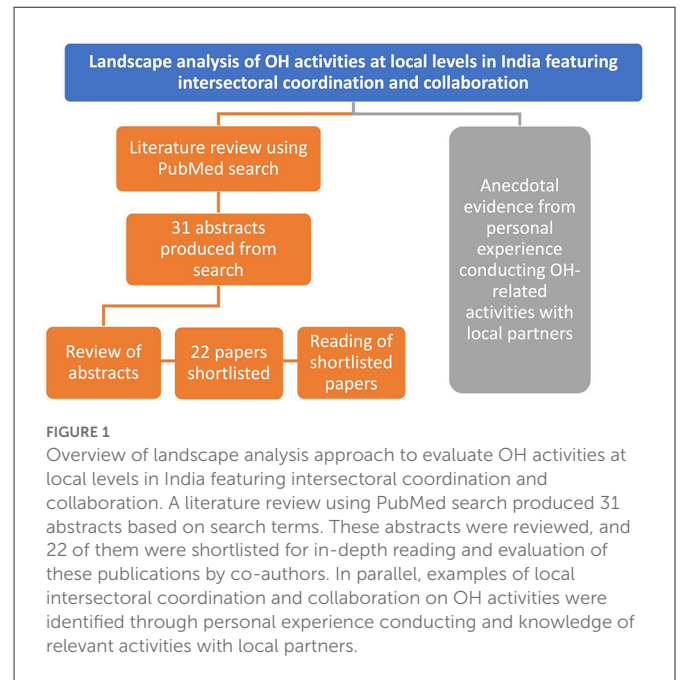 Landscape analysis of OH activities at local levels in India featuring
intersectoral coordination and collaboration
Literature review using
PubMed search
31 abstracts
produced from
search
Review of
abstracts
22 papers
shortlisted
Reading of
shortlisted
papers
Anecdotal
evidence from
personal
experience
conducting OH-
related
activities with
local partners
FIGURE 1
Overview of landscape analysis approach to evaluate OH activities at
local levels in India featuring intersectoral coordination and
collaboration. A literature review using PubMed search produced 31
abstracts based on search terms. These abstracts were reviewed, and
22 of them were shortlisted for in-depth reading and evaluation of
these publications by co-authors. In parallel, examples of local
intersectoral coordination and collaboration on OH activities were
identified through personal experience conducting and knowledge of
relevant activities with local partners.